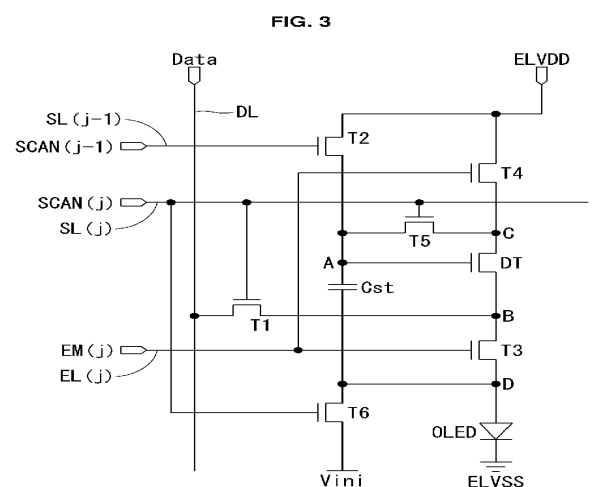 FIG. 3
Data
ELVDD
SL(j-1)
DL
T2
SCAN(j-1)
T4
SCAN(j)
SL(j)
T5
C
A
DT
Cst
T1
B
EM(j)
T3
EL(j)
D
T6
OLED
Vini
ELVSS